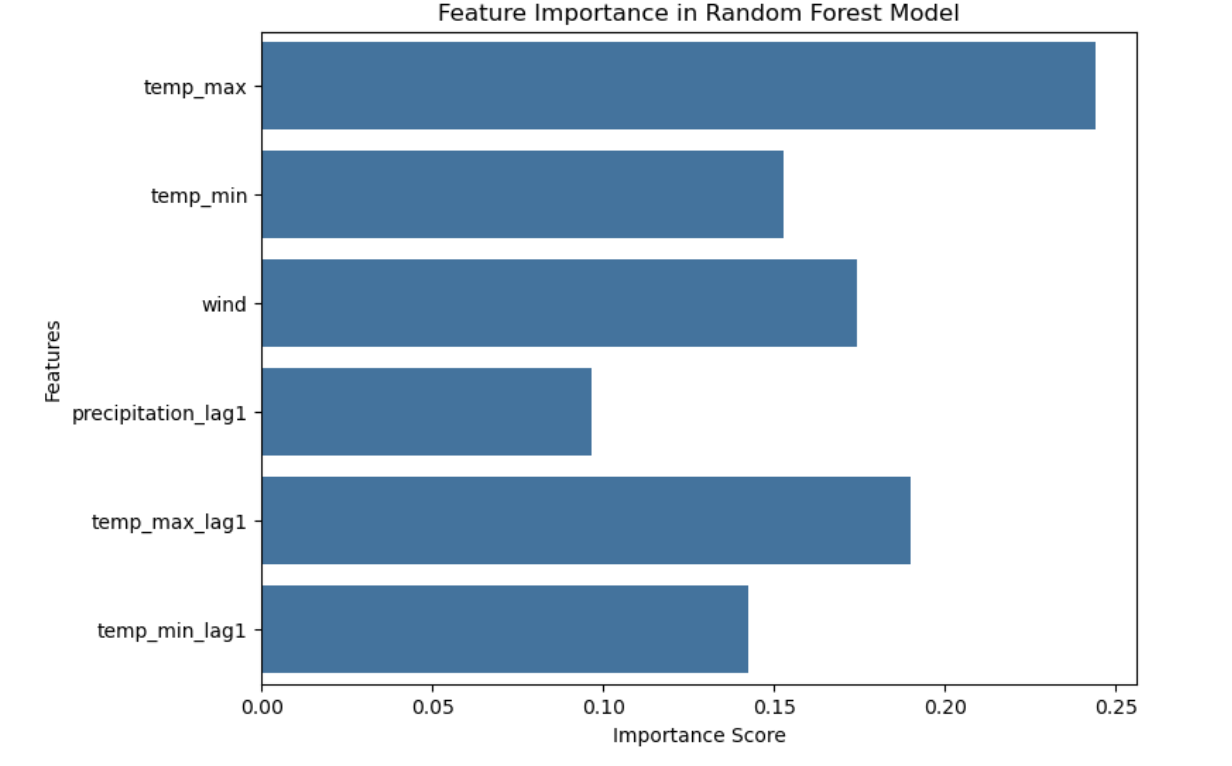 Feature Importance in Random Forest Model
Features
temp_max
temp_min
wind
precipitation_lag1
temp_max_lag1
temp_min_lag1
0.00 0.05 0.10 0.15 0.20 0.25
Importance Score